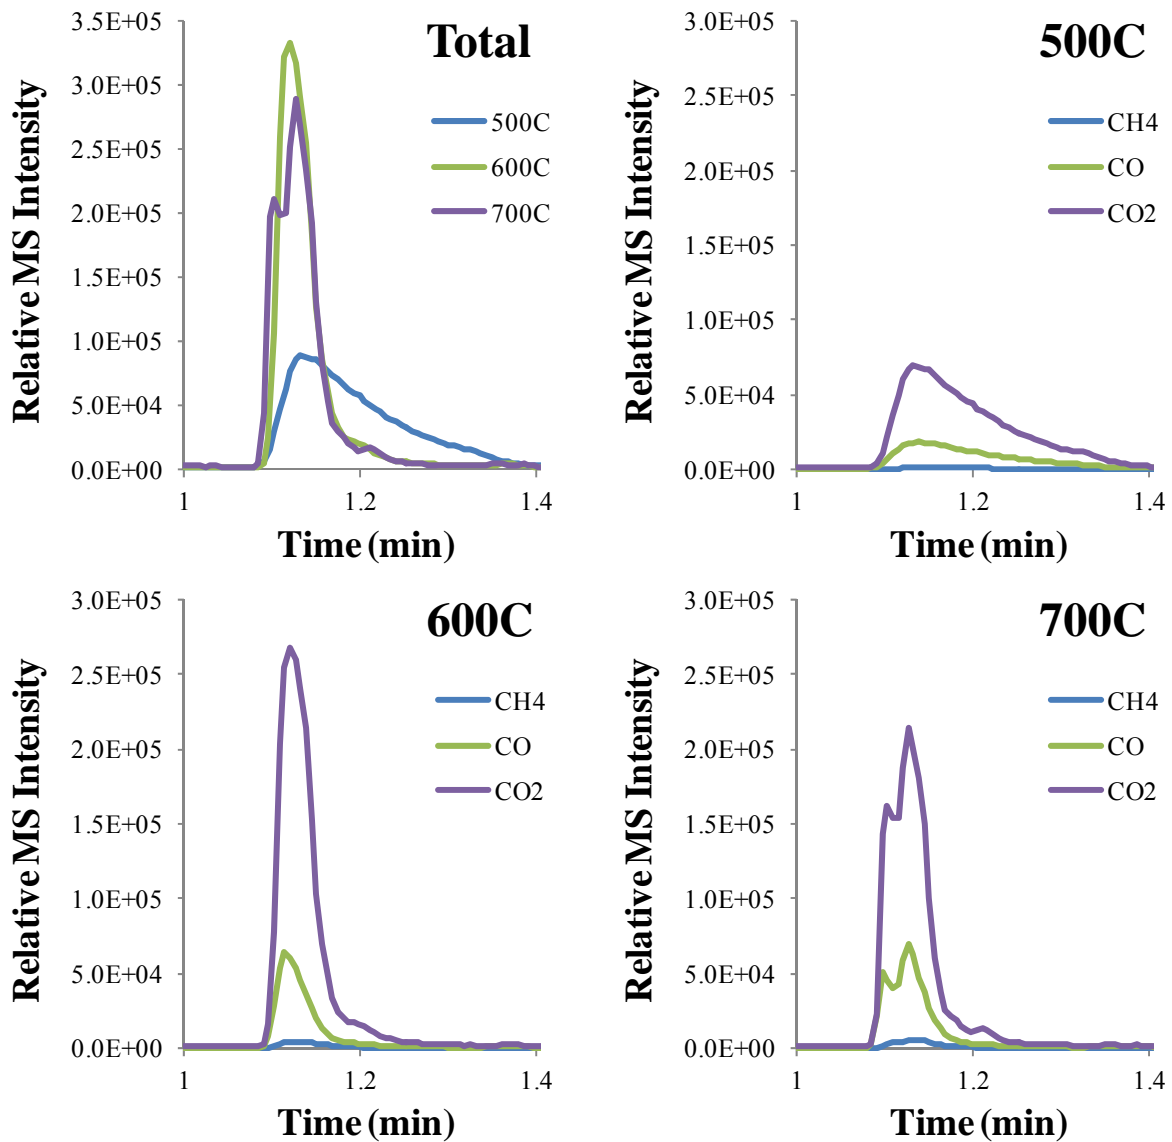 Total
Relative MS Intensity
3.5E+05
3.0E+05
2.5E+05
2.0E+05
1.5E+05
1.0E+05
5.0E+04
0.0E+00
500C
600C
700C
1
1.2
1.4
Time (min)
500C
Relative MS Intensity
3.0E+05
2.5E+05
2.0E+05
1.5E+05
1.0E+05
5.0E+04
0.0E+00
CH4
CO
CO2
1
1.2
1.4
Time (min)
600C
Relative MS Intensity
3.0E+05
2.5E+05
2.0E+05
1.5E+05
1.0E+05
5.0E+04
0.0E+00
CH4
CO
CO2
1
1.2
1.4
Time (min)
700C
Relative MS Intensity
3.0E+05
2.5E+05
2.0E+05
1.5E+05
1.0E+05
5.0E+04
0.0E+00
CH4
CO
CO2
1
1.2
1.4
Time (min)